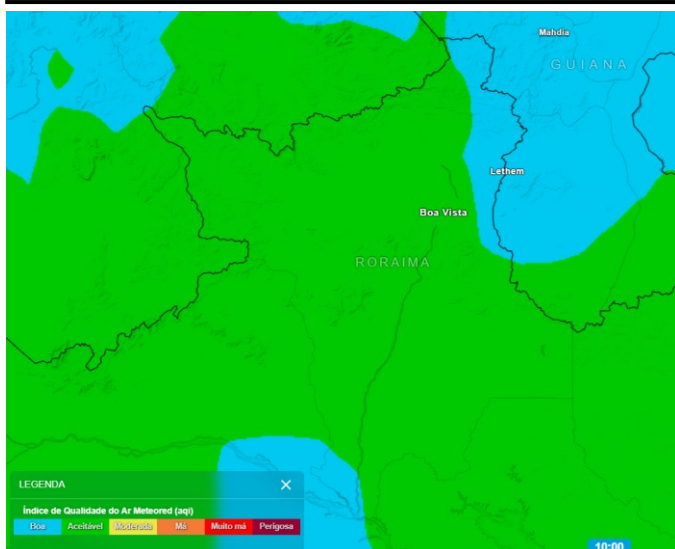 Mahdia
GUIANA
Lethem
Boa Vista
RORAIMA
LEGENDA
Índice de Qualidade do Ar Meteored (aqi)
Boa Aceitável Moderada Má Muito má Perigosa
10:00